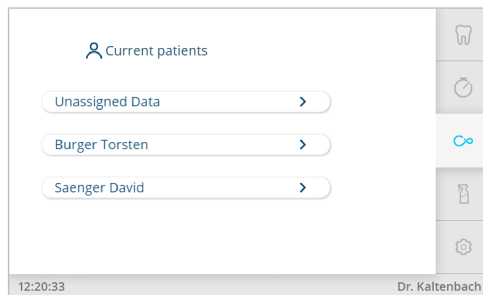 Current patients
Unassigned Data
Burger Torsten
Saenger David
12:20:33 Dr. Kaltenbach